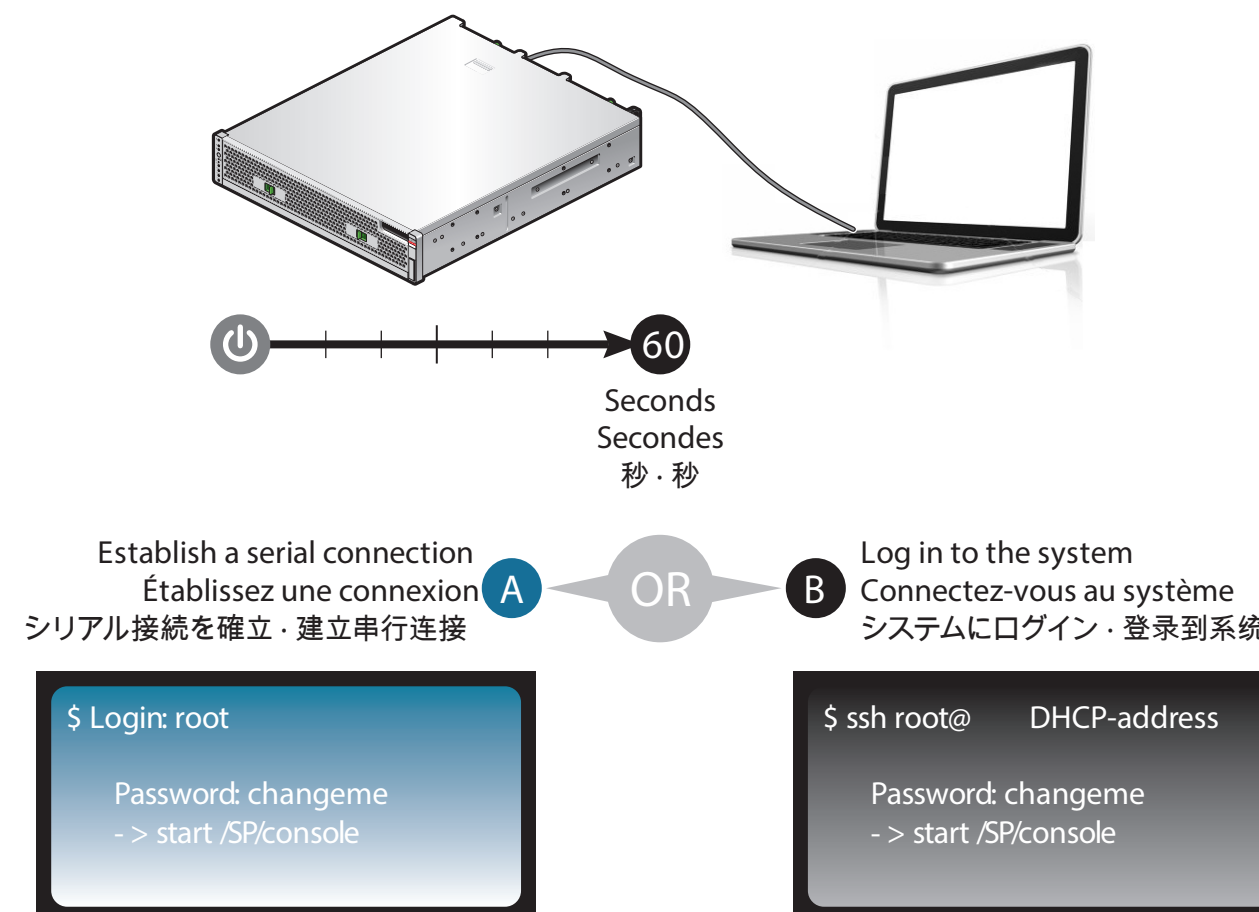 60
Seconds
Secondes
秒 · 秒
Establish a serial connection
Établissez une connexion
シリアル接続を確立 · 建立串行连接
A
OR
B
Log in to the system
Connectez-vous au système
システムにログイン · 登录到系统
$ Login: root
Password: changeme
- > start /SP/console
$ ssh root@ DHCP-address
Password: changeme
- > start /SP/console